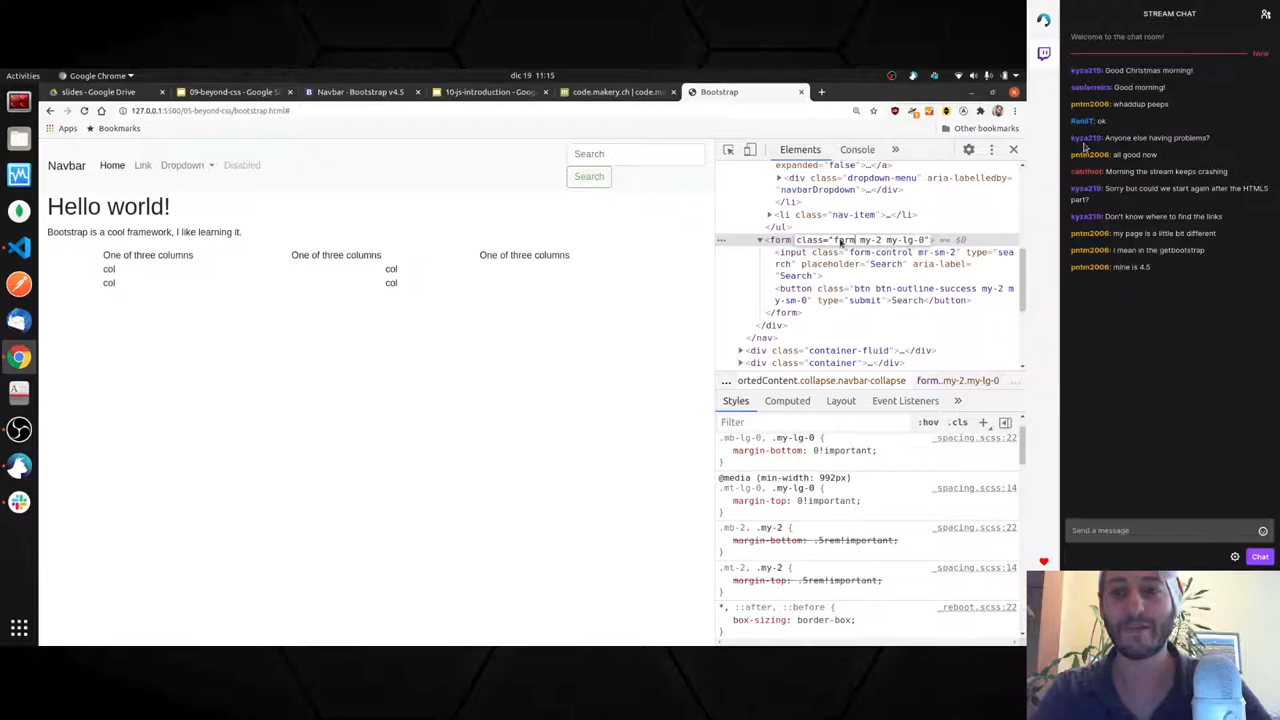 Activities
Google Chrome
dic 19 11:15
slides - Google Drive
09-beyond-css - Google S
Navbar · Bootstrap v4.5
10-js-introduction - Googl
code.makery.ch | code.m
Bootstrap
127.0.0.1:5500/05-beyond-css/bootstrap.html#
Apps
Bookmarks
Other bookmarks
Navbar
Home
Link
Dropdown
Disabled
Search
Search
Hello world!
Bootstrap is a cool framework, I like learning it.
One of three columns
One of three columns
One of three columns
col
col
col
col
Elements
Console
»
expanded="false">…</a>
<div class="dropdown-menu" aria-labelledby=
"navbarDropdown">…</div>
</li>
<li class="nav-item">…</li>
</ul>
<form class="form my-2 my-lg-0"> == $0
<input class="form-control mr-sm-2" type="sea
rch" placeholder="Search" aria-label=
"Search">
<button class="btn btn-outline-success my-2 m
y-sm-0" type="submit">Search</button>
</form>
</div>
</nav>
<div class="container-fluid">…</div>
<div class="container">…</div>
… ortedContent.collapse.navbar-collapse form..my-2.my-lg-0 …
Styles
Computed
Layout
Event Listeners
»
Filter
:hov
.cls
+
.mb-lg-0, .my-lg-0 {
_spacing.scss:22
margin-bottom: 0!important;
}
@media (min-width: 992px)
.mt-lg-0, .my-lg-0 {
_spacing.scss:14
margin-top: 0!important;
}
.mb-2, .my-2 {
_spacing.scss:22
margin-bottom: .5rem!important;
}
.mt-2, .my-2 {
_spacing.scss:14
margin-top: .5rem!important;
}
*, ::after, ::before {
_reboot.scss:22
box-sizing: border-box;
}
STREAM CHAT
Welcome to the chat room!
New
kyza219: Good Christmas morning!
Good morning!
pntm2006: whaddup peeps
ok
kyza219: Anyone else having problems?
pntm2006: all good now
Morning the stream keeps crashing
kyza219: Sorry but could we start again after the HTML5
part?
kyza219: Don't know where to find the links
pntm2006: my page is a little bit different
pntm2006: I mean in the getbootstrap
pntm2006: mine is 4.5
Send a message
Chat